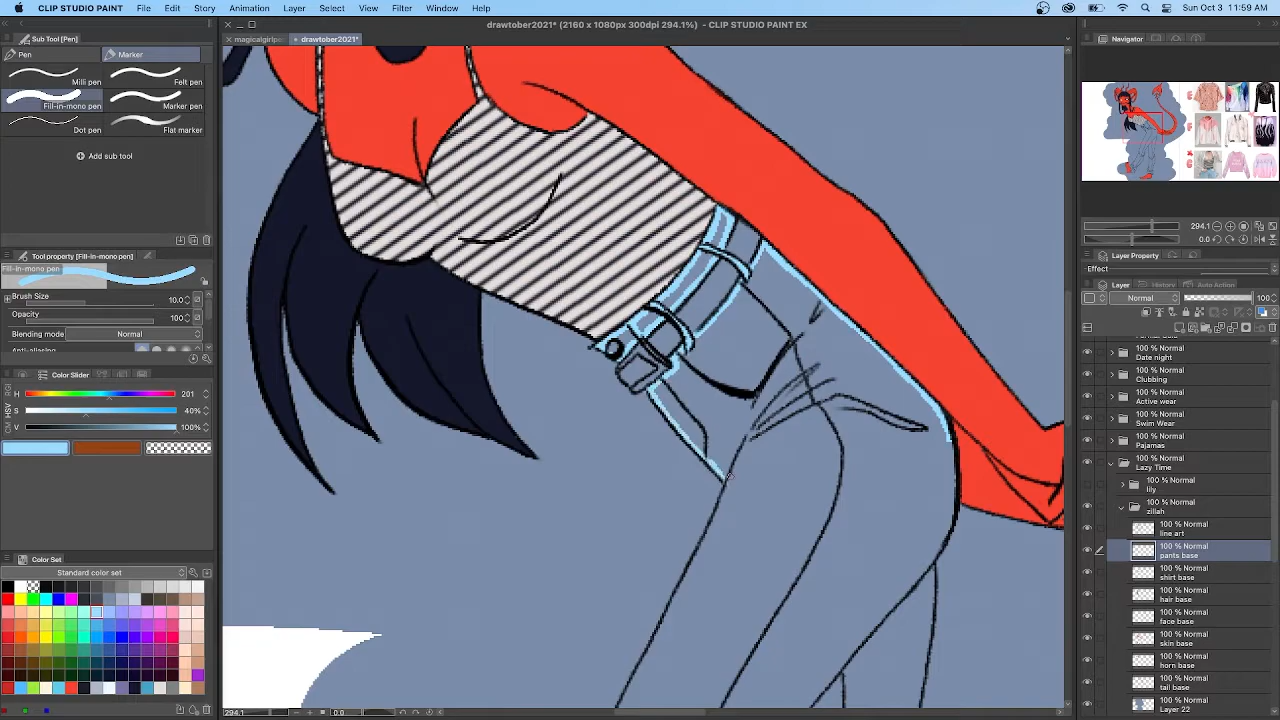 CLIP STUDIO PAINT File Edit Story Animation Layer Select View Filter Window Help Sun Oct 3 11:59 AM
drawtober2021* (2160 x 1080px 300dpi 294.1%) - CLIP STUDIO PAINT EX
Sub Tool [Pen]
magicalgirlpe drawtober2021*
Navigator
Pen Marker
Milli pen Felt pen
Fill-in-mono pen Marker pen
Dot pen Flat marker
Add sub tool
294.1
0.0
Tool property [Fill-in-mono pen]
Layer Property
Fill-in-mono pen
Effect
Layer History Auto Action
Brush Size 10.0
Normal 100
Opacity 100
Blending mode Normal
Anti-aliasing
Color Slider
100 % Normal
Date night
100 % Normal
Clubbing
H 201
100 % Normal
Active wear
S 40%
100 % Normal
Swim Wear
V 100%
100 % Normal
Pajamas
100 % Normal
Lazy Time
100 % Normal
lily
100 % Normal
zillah
100 % Normal
line art
100 % Normal
pants base
Color Set
Standard color set
100 % Normal
shirt base
100 % Normal
hair base
100 % Normal
face base
100 % Normal
skin base
100 % Normal
horn base
100 % Normal
tail base
100 % Normal
Layer 22
294.1 0.0